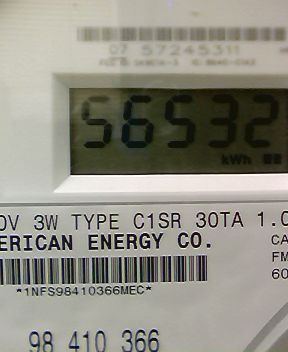 07 57245311
56532
kWh
0V 3W TYPE C1SR 30TA 1.0
ERICAN ENERGY CO.
CA
FM
60
*1NFS98410366MEC*
98 410 366